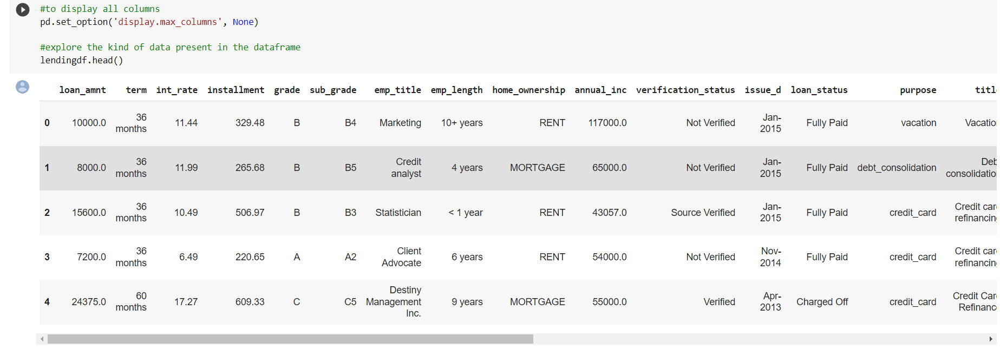 #to display all columns
pd.set_option('display.max_columns', None)
#explore the kind of data present in the dataframe
lendingdf.head()
loan_amnt term int_rate installment grade sub_grade emp_title emp_length home_ownership annual_inc verification_status issue_d loan_status purpose title
0 10000.0 36 months 11.44 329.48 B B4 Marketing 10+ years RENT 117000.0 Not Verified Jan-2015 Fully Paid vacation Vacatio
1 8000.0 36 months 11.99 265.68 B B5 Credit analyst 4 years MORTGAGE 65000.0 Not Verified Jan-2015 Fully Paid debt_consolidation Deb consolidatio
2 15600.0 36 months 10.49 506.97 B B3 Statistician < 1 year RENT 43057.0 Source Verified Jan-2015 Fully Paid credit_card Credit car refinancin
3 7200.0 36 months 6.49 220.65 A A2 Client Advocate 6 years RENT 54000.0 Not Verified Nov-2014 Fully Paid credit_card Credit car refinancin
4 24375.0 60 months 17.27 609.33 C C5 Destiny Management Inc. 9 years MORTGAGE 55000.0 Verified Apr-2013 Charged Off credit_card Credit Car Refinanc